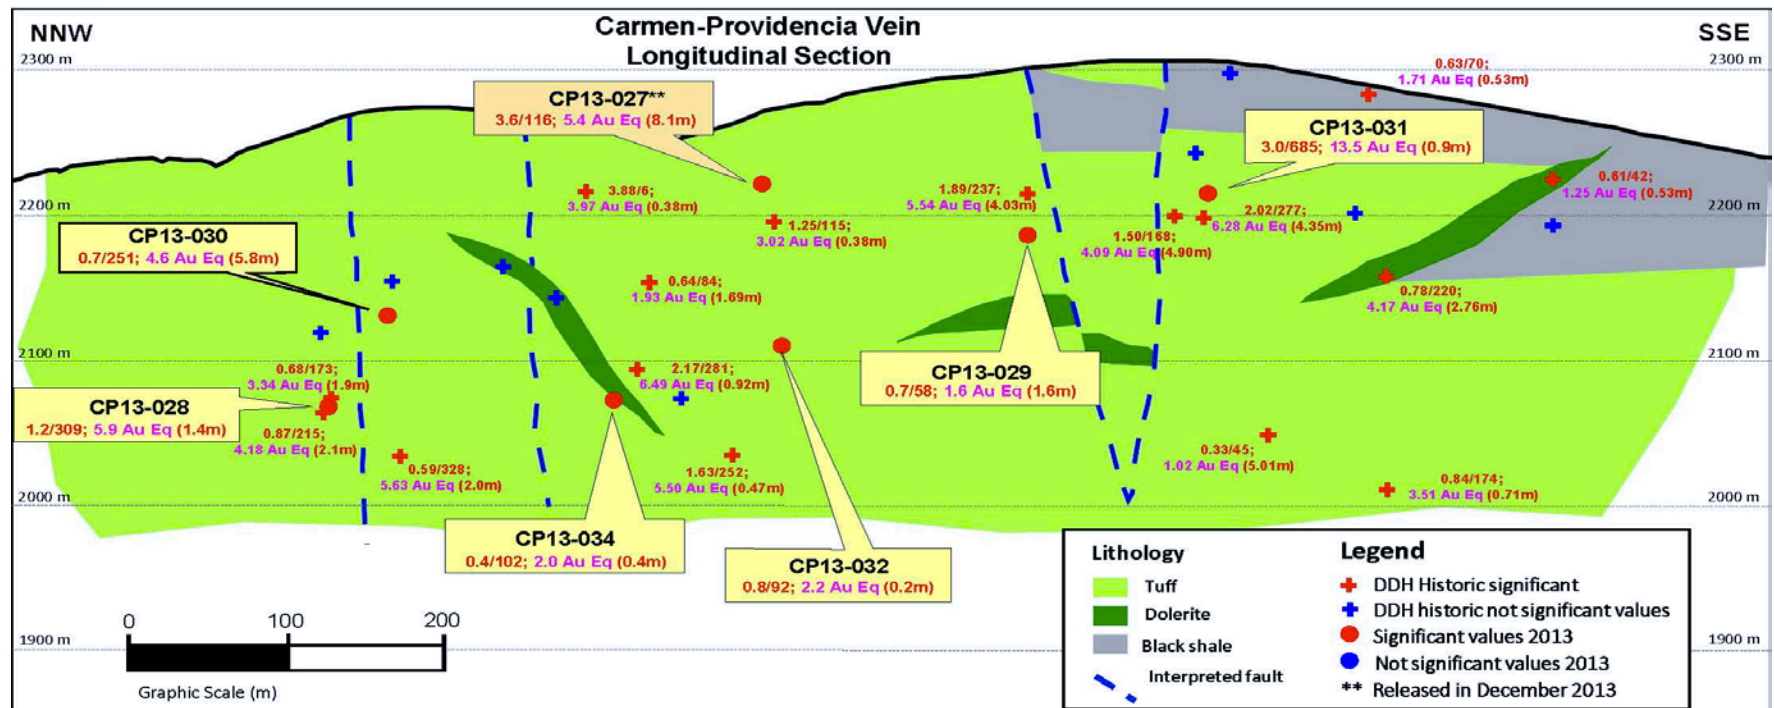 NNW
Carmen-Providencia Vein
Longitudinal Section
SSE
2300 m
2300 m
0.63/70;
1.71 Au Eq (0.53m)
CP13-027**
3.6/116; 5.4 Au Eq (8.1m)
CP13-031
3.0/685; 13.5 Au Eq (0.9m)
3.88/6;
3.97 Au Eq (0.38m)
1.89/237;
5.54 Au Eq (4.03m)
0.61/42;
1.25 Au Eq (0.53m)
2200 m
2200 m
1.25/115;
3.02 Au Eq (0.38m)
2.02/277;
6.28 Au Eq (4.35m)
1.50/168;
4.09 Au Eq (4.90m)
CP13-030
0.7/251; 4.6 Au Eq (5.8m)
0.64/84;
1.93 Au Eq (1.69m)
0.78/220;
4.17 Au Eq (2.76m)
2100 m
2100 m
0.68/173;
3.34 Au Eq (1.9m)
2.17/281;
6.49 Au Eq (0.92m)
CP13-029
0.7/58; 1.6 Au Eq (1.6m)
CP13-028
1.2/309; 5.9 Au Eq (1.4m)
0.87/215;
4.18 Au Eq (2.1m)
0.59/328;
5.63 Au Eq (2.0m)
1.63/252;
5.50 Au Eq (0.47m)
0.33/45;
1.02 Au Eq (5.01m)
0.84/174;
3.51 Au Eq (0.71m)
2000 m
2000 m
CP13-034
0.4/102; 2.0 Au Eq (0.4m)
CP13-032
0.8/92; 2.2 Au Eq (0.2m)
Lithology
Tuff
Dolerite
Black shale
Interpreted fault
Legend
DDH Historic significant
DDH historic not significant values
Significant values 2013
Not significant values 2013
** Released in December 2013
0 100 200
1900 m
1900 m
Graphic Scale (m)